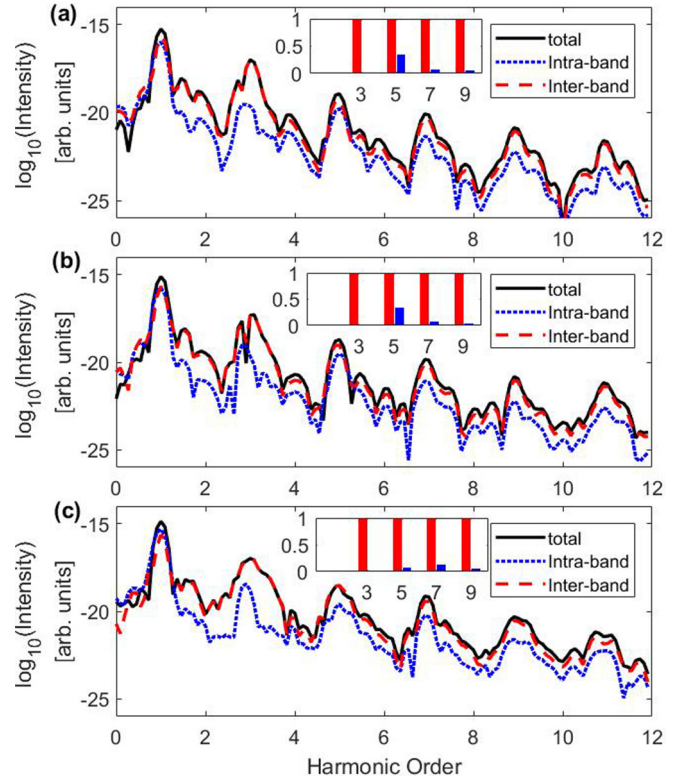 (a)
log10(Intensity)
[arb. units]
-15
-20
-25
1
0.5
0
3 5 7 9
total
Intra-band
Inter-band
0 2 4 6 8 10 12
(b)
log10(Intensity)
[arb. units]
-15
-20
-25
1
0.5
0
3 5 7 9
total
Intra-band
Inter-band
0 2 4 6 8 10 12
(c)
log10(Intensity)
[arb. units]
-15
-20
-25
1
0.5
0
3 5 7 9
total
Intra-band
Inter-band
0 2 4 6 8 10 12
Harmonic Order